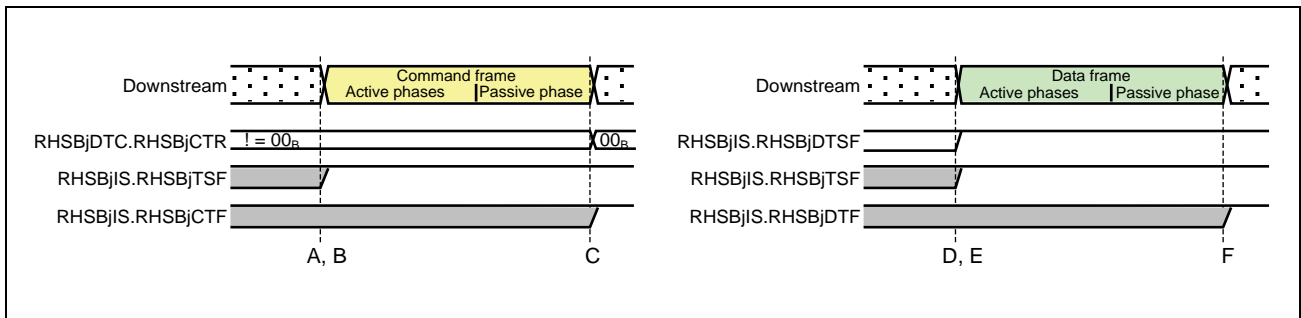 Downstream
Command frame
Active phases
Passive phase
RHSBjDTC.RHSBjCTR
! = 00B
00B
RHSBjIS.RHSBjTSF
RHSBjIS.RHSBjCTF
A, B
C
Downstream
Data frame
Active phases
Passive phase
RHSBjIS.RHSBjDTSF
RHSBjIS.RHSBjTSF
RHSBjIS.RHSBjDTF
D, E
F